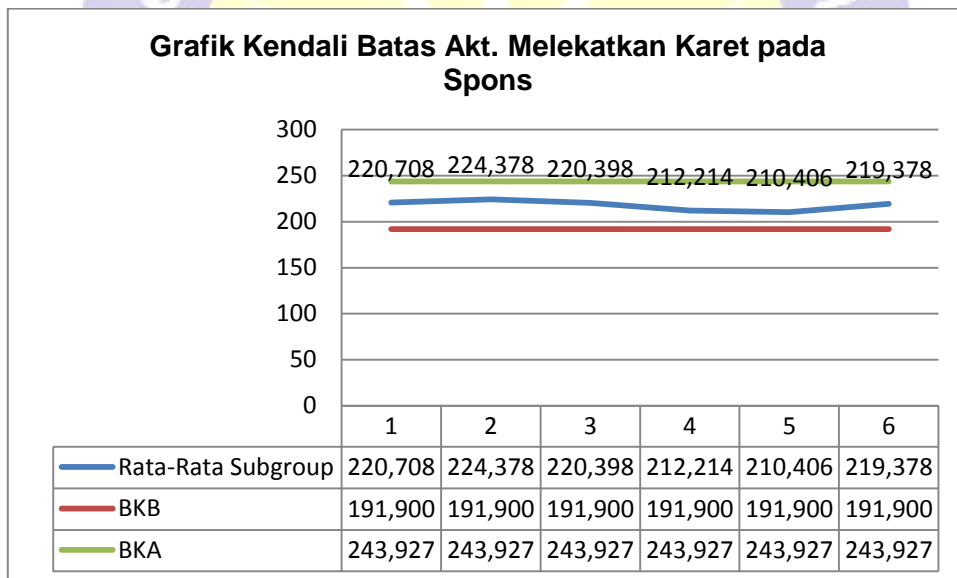 Grafik Kendali Batas Akt. Melekatkan Karet pada
Spons
300
250
200
150
100
50
0
220,708 224,378 220,398 212,214 210,406 219,378
1 2 3 4 5 6
Rata-Rata Subgroup 220,708 224,378 220,398 212,214 210,406 219,378
BKB 191,900 191,900 191,900 191,900 191,900 191,900
BKA 243,927 243,927 243,927 243,927 243,927 243,927